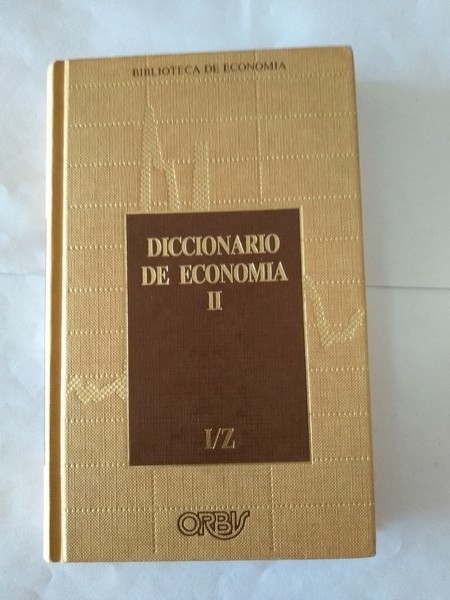 BIBLIOTECA DE ECONOMIA
DICCIONARIO
DE ECONOMIA
II
I/Z
ORBIS